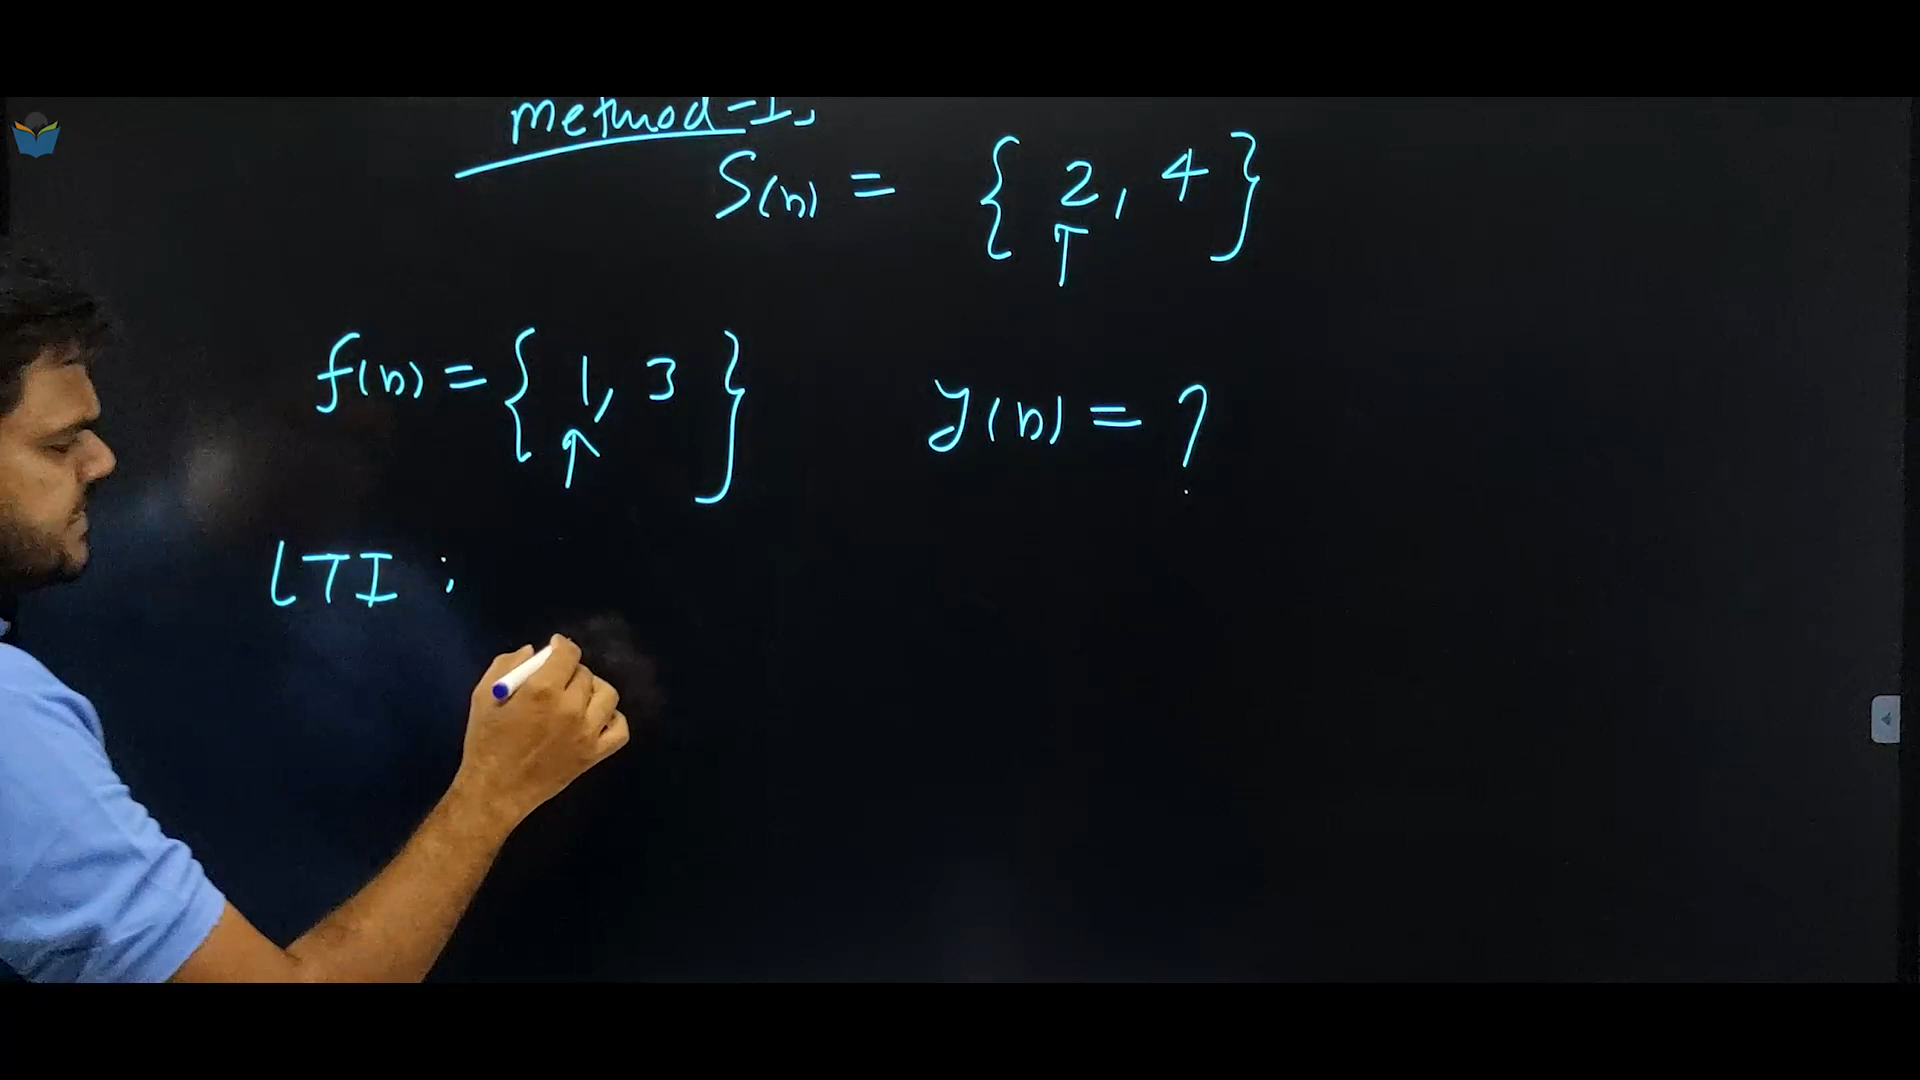 method-I,
S(n) = { 2, 4 }
↑
f(n) = { 1, 3 } y(n) = ?
↑
LTI :